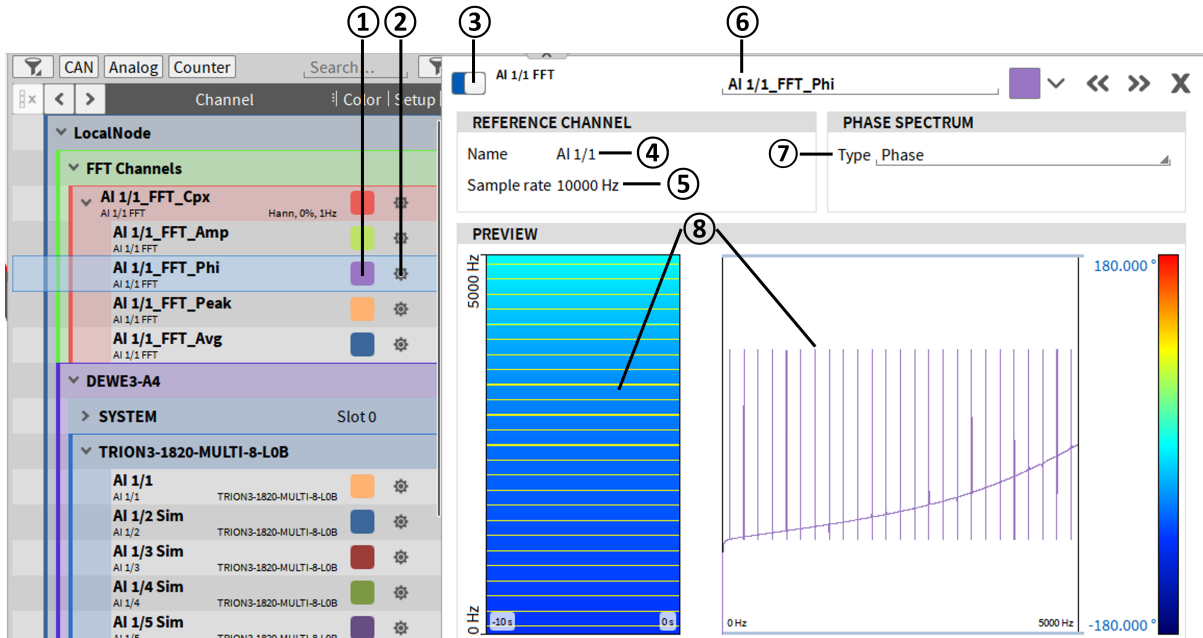 ① ② ③ ⑥
CAN Analog Counter Search...
Channel Color Setup
LocalNode
FFT Channels
AI 1/1_FFT_Cpx
AI 1/1 FFT Hann, 0%, 1Hz
AI 1/1_FFT_Amp
AI 1/1 FFT
AI 1/1_FFT_Phi
AI 1/1 FFT
AI 1/1_FFT_Peak
AI 1/1 FFT
AI 1/1_FFT_Avg
AI 1/1 FFT
DEWE3-A4
SYSTEM Slot 0
TRION3-1820-MULTI-8-L0B
AI 1/1
AI 1/1 TRION3-1820-MULTI-8-L0B
AI 1/2 Sim
AI 1/2 TRION3-1820-MULTI-8-L0B
AI 1/3 Sim
AI 1/3 TRION3-1820-MULTI-8-L0B
AI 1/4 Sim
AI 1/4 TRION3-1820-MULTI-8-L0B
AI 1/5 Sim
AI 1/5 TRION3-1820-MULTI-8-L0B
AI 1/1 FFT
AI 1/1_FFT_Phi
X
REFERENCE CHANNEL
Name AI 1/1 ④
Sample rate 10000 Hz ⑤
PHASE SPECTRUM
⑦ Type Phase
PREVIEW
⑧
5000 Hz
0 Hz
-10 s 0 s
180.000 °
0 Hz 5000 Hz
-180.000 °